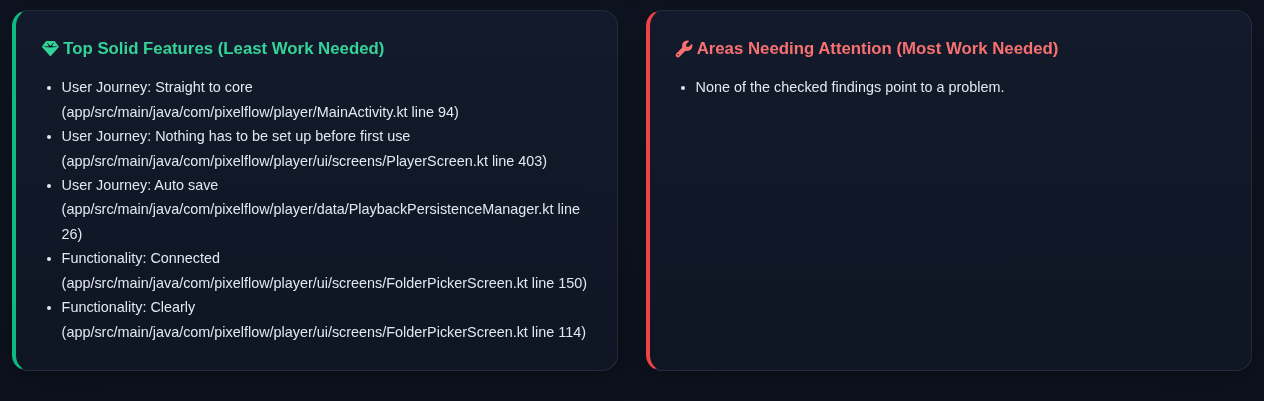 Top Solid Features (Least Work Needed)
• User Journey: Straight to core
(app/src/main/java/com/pixelflow/player/MainActivity.kt line 94)
• User Journey: Nothing has to be set up before first use
(app/src/main/java/com/pixelflow/player/ui/screens/PlayerScreen.kt line 403)
• User Journey: Auto save
(app/src/main/java/com/pixelflow/player/data/PlaybackPersistenceManager.kt line
26)
• Functionality: Connected
(app/src/main/java/com/pixelflow/player/ui/screens/FolderPickerScreen.kt line 150)
• Functionality: Clearly
(app/src/main/java/com/pixelflow/player/ui/screens/FolderPickerScreen.kt line 114)
Areas Needing Attention (Most Work Needed)
• None of the checked findings point to a problem.